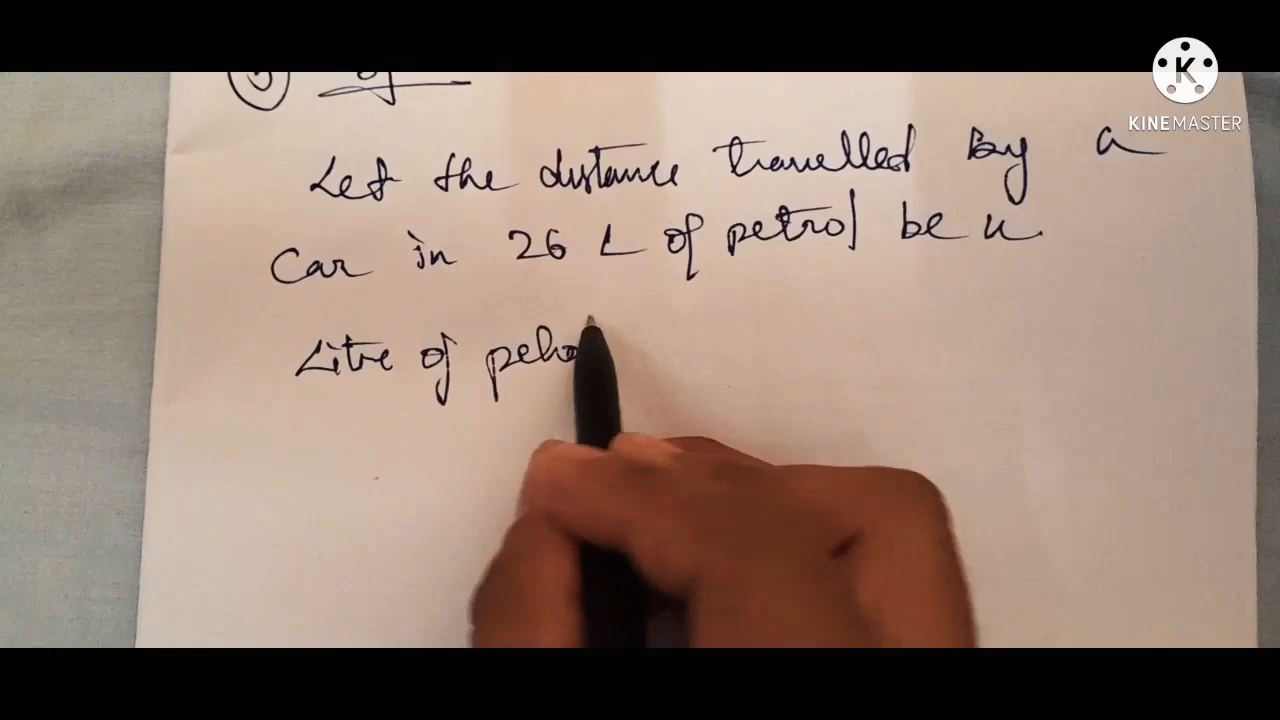 K
KINEMASTER
Let the distance travelled by a
Car in 26 L of petrol be x.
Litre of petro